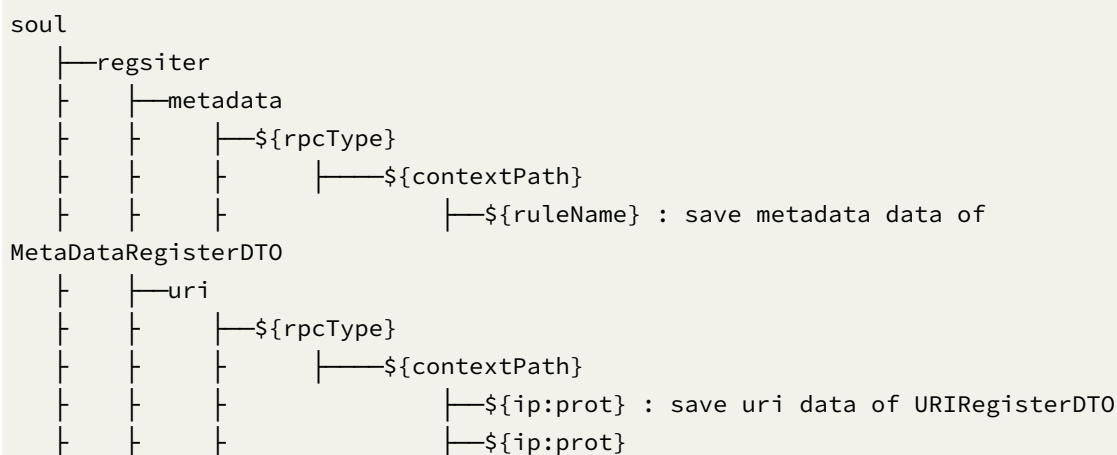 soul
├──regsiter
├    ├──metadata
├    ├     ├──${rpcType}
├    ├     ├      ├────${contextPath}
├    ├     ├               ├──${ruleName} : save metadata data of
MetaDataRegisterDTO
├    ├──uri
├    ├     ├──${rpcType}
├    ├     ├      ├────${contextPath}
├    ├     ├               ├──${ip:prot} : save uri data of URIRegisterDTO
├    ├     ├               ├──${ip:prot}